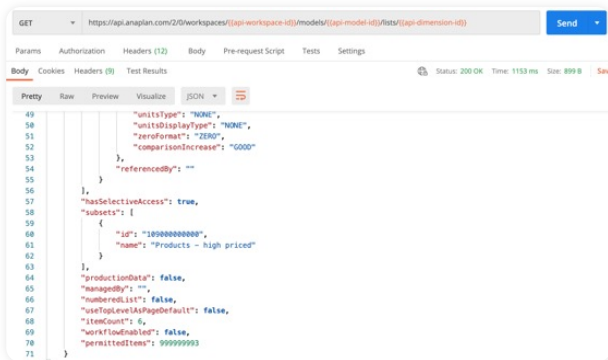 GET https://api.anaplan.com/2/0/workspaces/{{api-workspace-id}}/models/{{api-model-id}}/lists/{{api-dimension-id}} Send
Params Authorization Headers (12) Body Pre-request Script Tests Settings
Body Cookies Headers (9) Test Results Status: 200 OK Time: 1153 ms Size: 899 B Sav
Pretty Raw Preview Visualize JSON
49 "unitsType": "NONE",
50 "unitsDisplayType": "NONE",
51 "zeroFormat": "ZERO",
52 "comparisonIncrease": "GOOD"
53 },
54 "referencedBy": ""
55 }
56 ],
57 "hasSelectiveAccess": true,
58 "subsets": [
59 {
60 "id": "109000000000",
61 "name": "Products - high priced"
62 }
63 ],
64 "productionData": false,
65 "managedBy": "",
66 "numberedList": false,
67 "useTopLevelAsPageDefault": false,
68 "itemCount": 6,
69 "workflowEnabled": false,
70 "permittedItems": 999999993
71 }